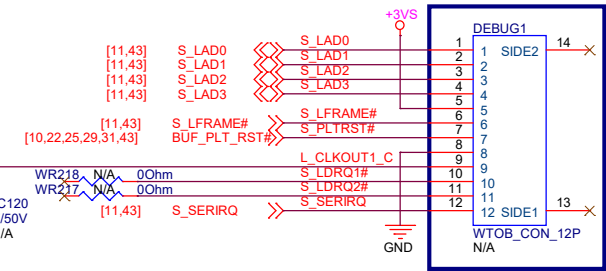 +3VS
DEBUG1
[11,43] S_LAD0 S_LAD0 1 1 SIDE2 14
[11,43] S_LAD1 S_LAD1 2 2
[11,43] S_LAD2 S_LAD2 3 3
[11,43] S_LAD3 S_LAD3 4 4
5 5
[11,43] S_LFRAME# S_LFRAME# 6 6
[10,22,25,29,31,43] BUF_PLT_RST# S_PLTRST# 7 7
8 8
L_CLKOUT1_C 9 9
WR218 N/A 0Ohm S_LDRQ1# 10 10
WR217 N/A 0Ohm S_LDRQ2# 11 11
C120 [11,43] S_SERIRQ S_SERIRQ 12 12 SIDE1 13
/50V
/A
GND
WTOB_CON_12P
N/A